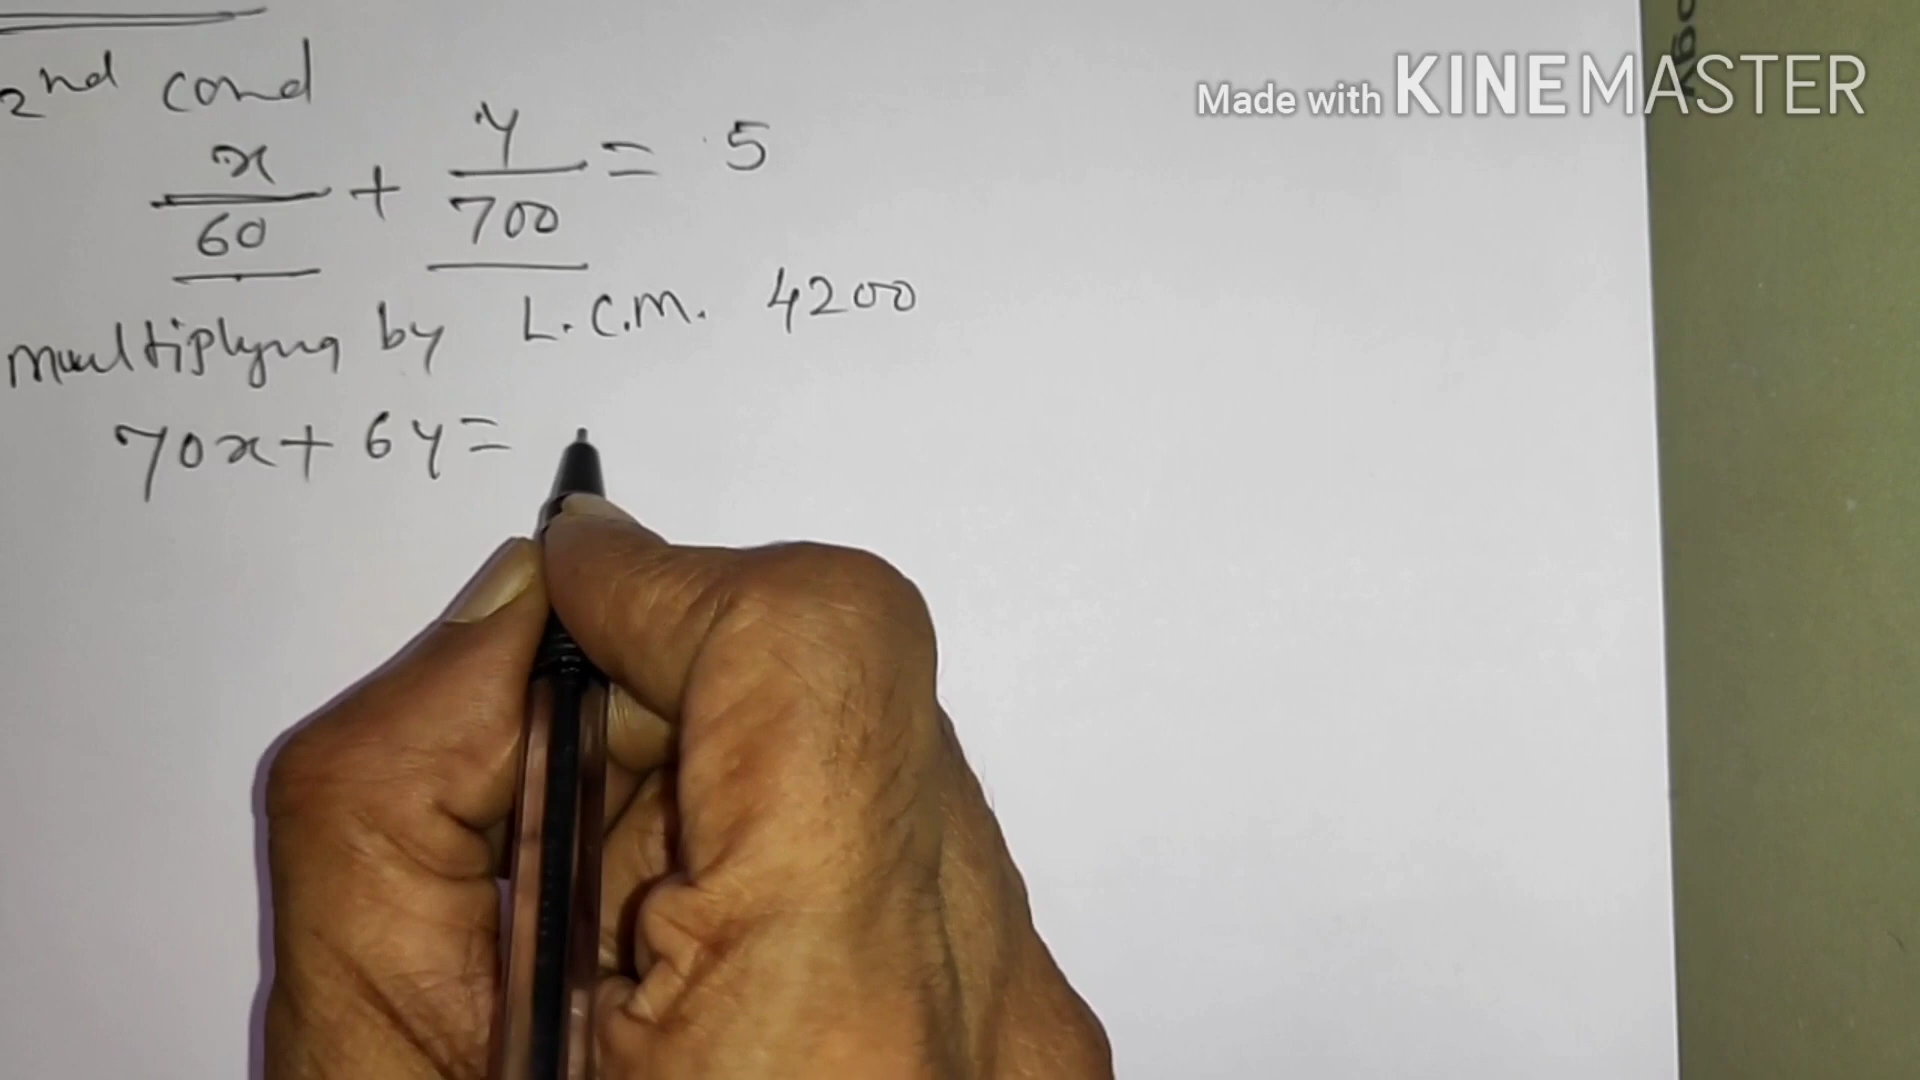 2nd cond
x/60 + y/700 = 5
multiplyng by L.C.M. 4200
70x + 6y =
Made with KINEMASTER